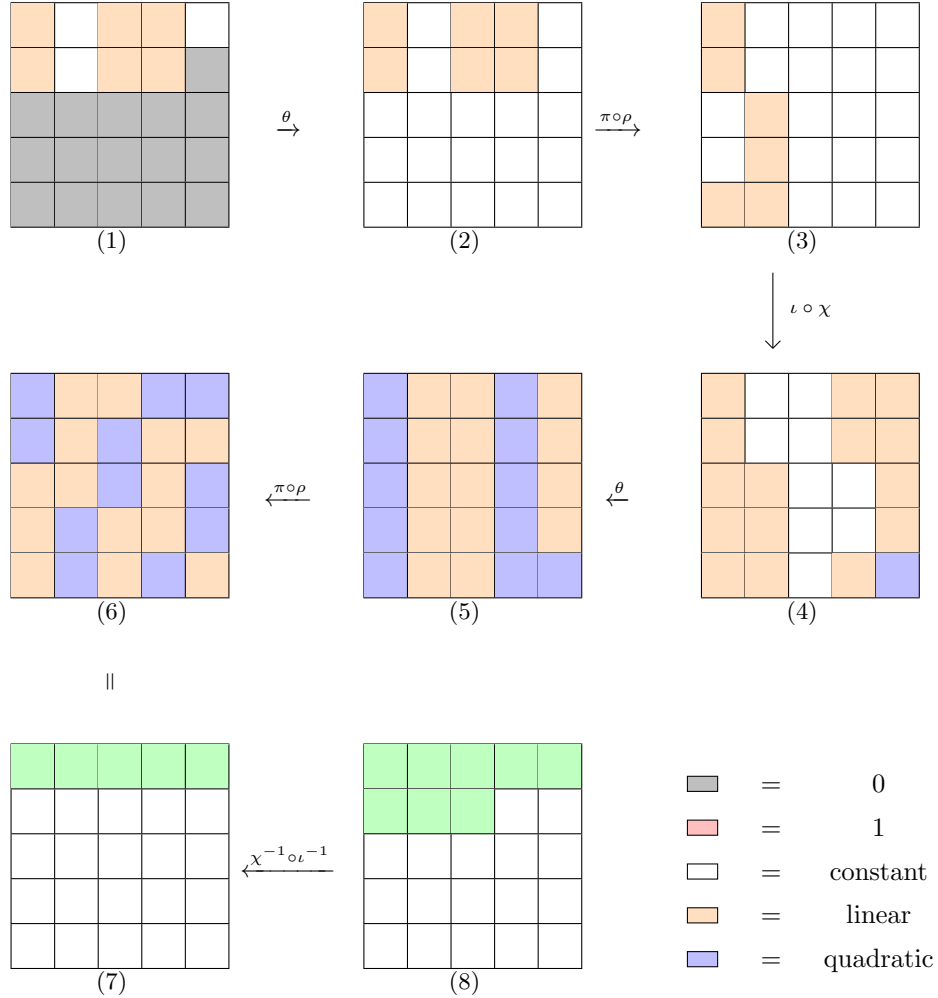 θ
π∘ρ
(1)
(2)
(3)
ι ∘ χ
π∘ρ
θ
(6)
(5)
(4)
=
χ⁻¹∘ι⁻¹
(7)
(8)
= 0
= 1
= constant
= linear
= quadratic